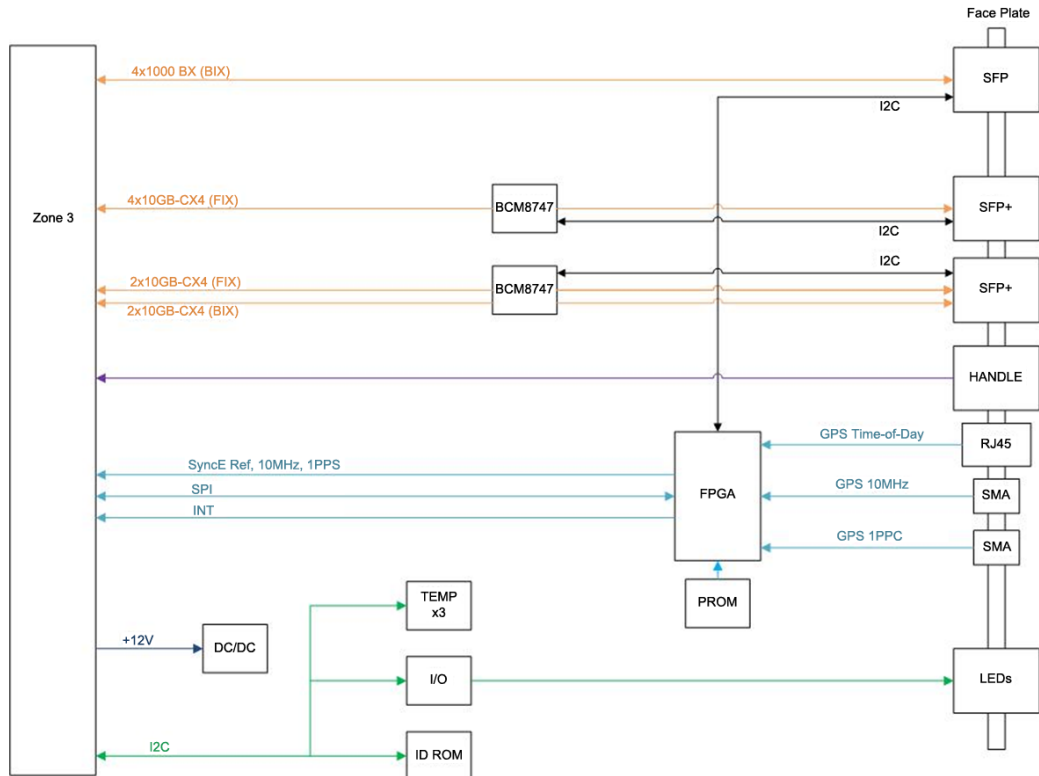 Face Plate
4x1000 BX (BIX)
SFP
I2C
Zone 3
4x10GB-CX4 (FIX)
BCM8747
SFP+
I2C
I2C
2x10GB-CX4 (FIX)
BCM8747
SFP+
2x10GB-CX4 (BIX)
HANDLE
GPS Time-of-Day
RJ45
SyncE Ref, 10MHz, 1PPS
SPI
FPGA
GPS 10MHz
SMA
INT
GPS 1PPC
SMA
PROM
TEMP
x3
+12V
DC/DC
I/O
LEDs
I2C
ID ROM